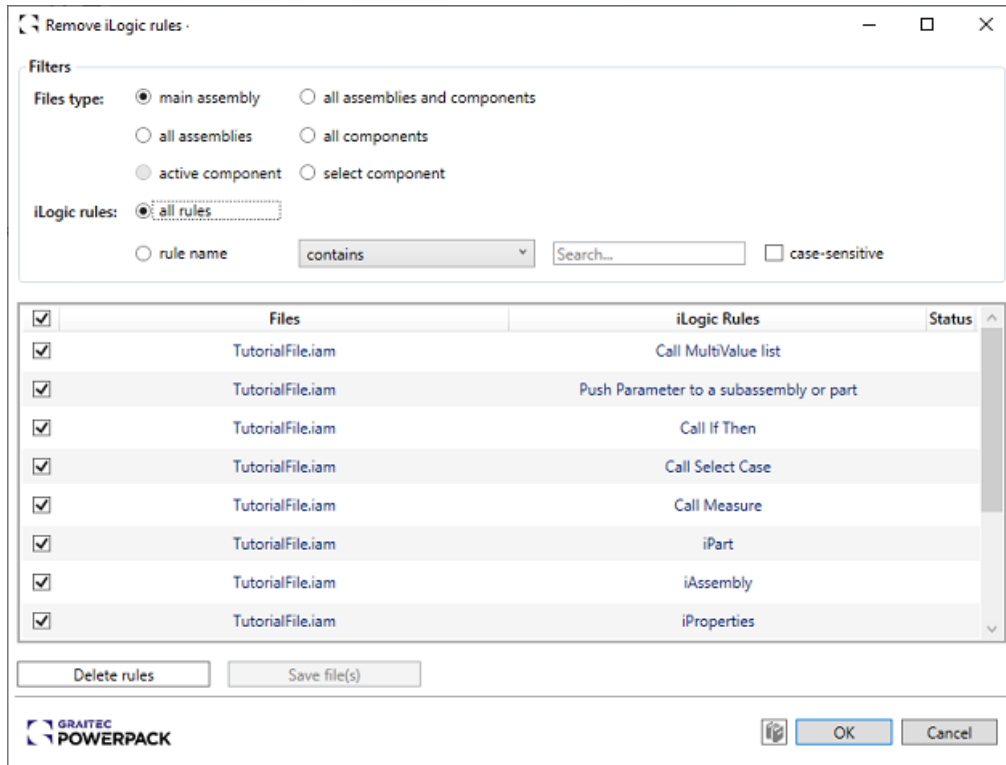 Remove iLogic rules ·
Filters
Files type: main assembly all assemblies and components
all assemblies all components
active component select component
iLogic rules: all rules
rule name contains Search... case-sensitive
Files iLogic Rules Status
TutorialFile.iam Call MultiValue list
TutorialFile.iam Push Parameter to a subassembly or part
TutorialFile.iam Call If Then
TutorialFile.iam Call Select Case
TutorialFile.iam Call Measure
TutorialFile.iam iPart
TutorialFile.iam iAssembly
TutorialFile.iam iProperties
Delete rules Save file(s)
GRAITEC
POWERPACK
OK Cancel